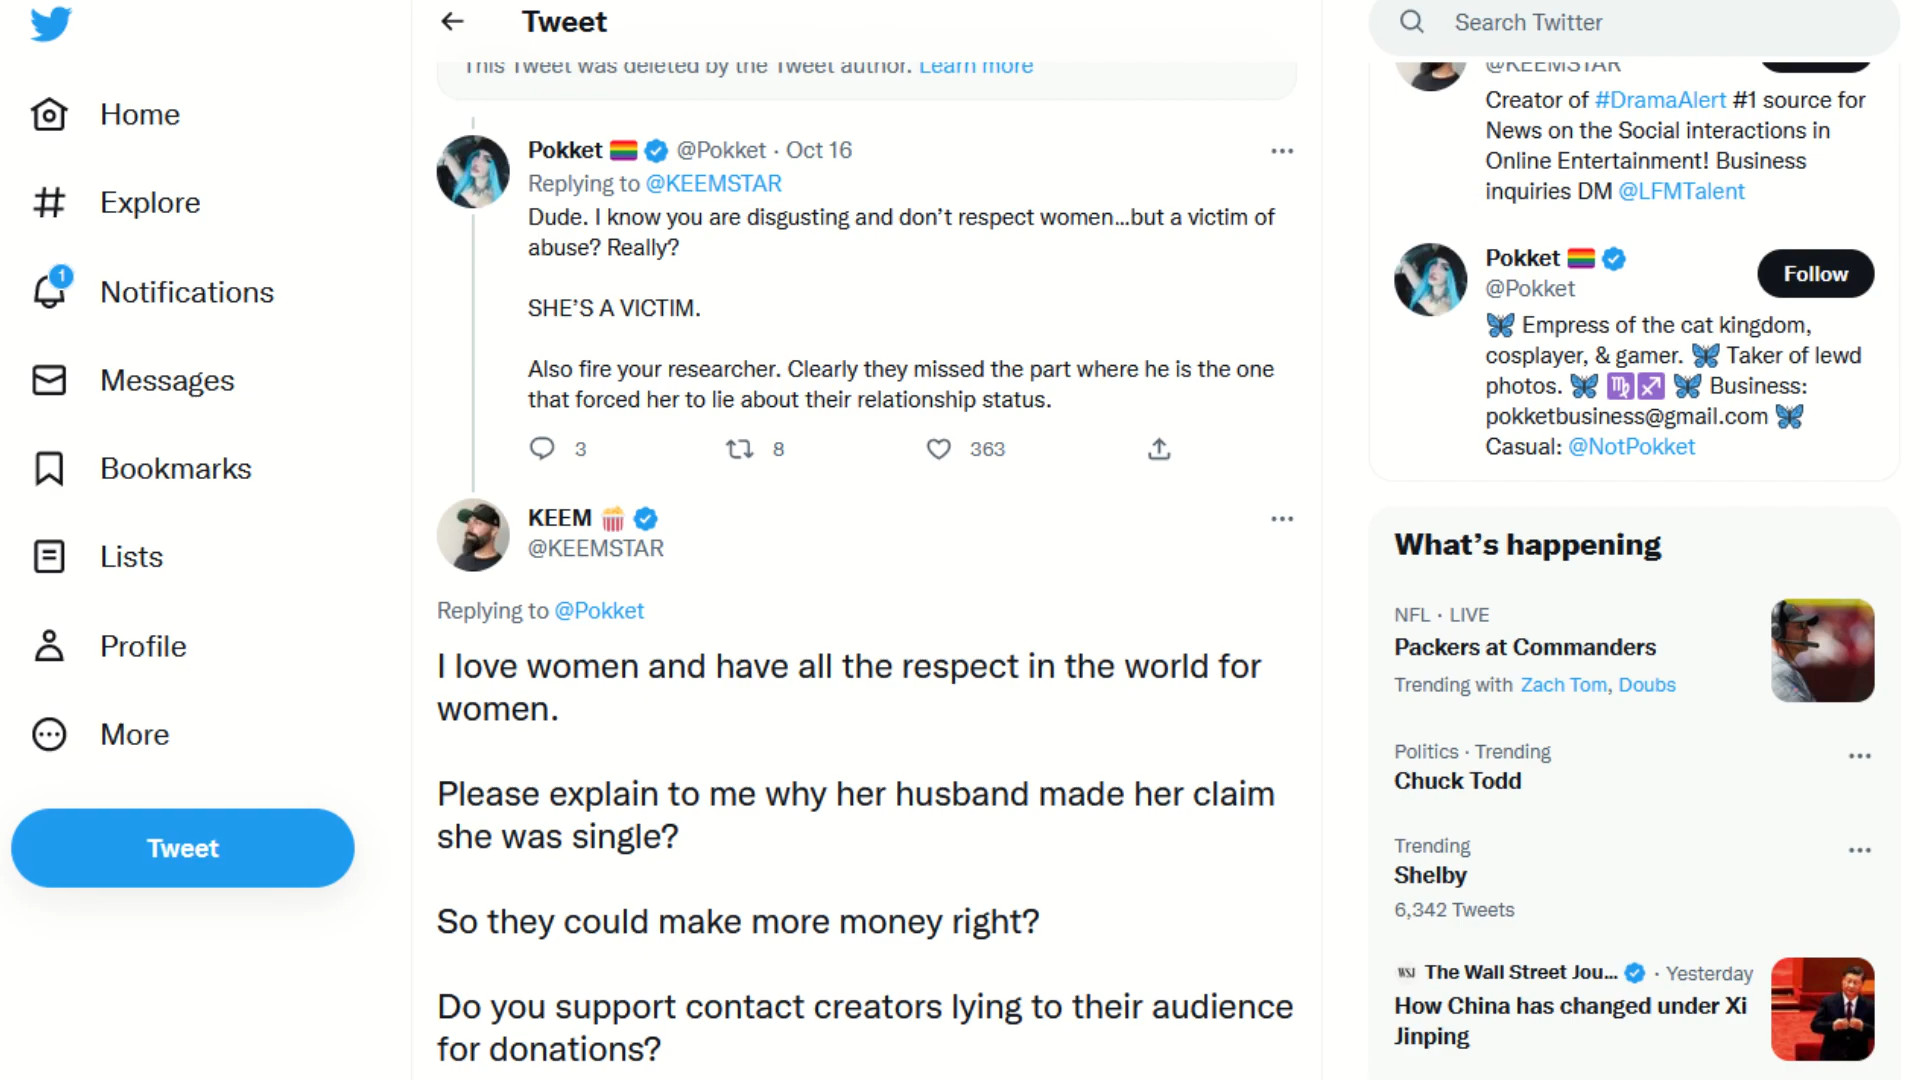 Home
Explore
1
Notifications
Messages
Bookmarks
Lists
Profile
More
Tweet
Tweet
This Tweet was deleted by the Tweet author. Learn more
Pokket @Pokket · Oct 16
Replying to @KEEMSTAR
Dude. I know you are disgusting and don’t respect women...but a victim of
abuse? Really?
SHE’S A VICTIM.
Also fire your researcher. Clearly they missed the part where he is the one
that forced her to lie about their relationship status.
3 8 363
KEEM
@KEEMSTAR
Replying to @Pokket
I love women and have all the respect in the world for
women.
Please explain to me why her husband made her claim
she was single?
So they could make more money right?
Do you support contact creators lying to their audience
for donations?
Search Twitter
@KEEMSTAR
Creator of #DramaAlert #1 source for
News on the Social interactions in
Online Entertainment! Business
inquiries DM @LFMTalent
Pokket
@Pokket
Follow
🦋 Empress of the cat kingdom,
cosplayer, & gamer. 🦋 Taker of lewd
photos. 🦋 ♍♐ 🦋 Business:
pokketbusiness@gmail.com 🦋
Casual: @NotPokket
What’s happening
NFL · LIVE
Packers at Commanders
Trending with Zach Tom, Doubs
Politics · Trending
Chuck Todd
Trending
Shelby
6,342 Tweets
WSJ The Wall Street Jou... · Yesterday
How China has changed under Xi
Jinping